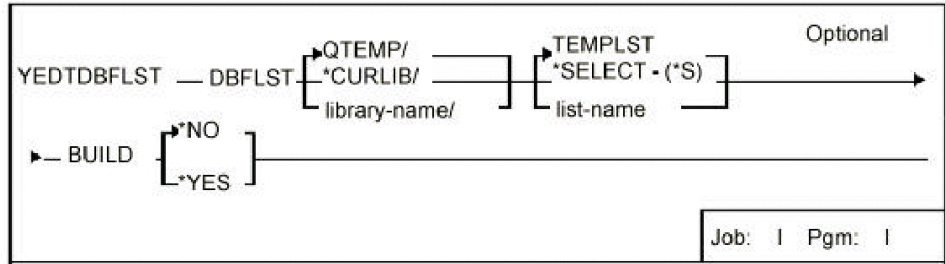 Optional
QTEMP/ TEMPLST
YEDTDBFLST DBFLST *CURLIB/ *SELECT - (*S)
library-name/ list-name
*NO
BUILD
*YES
Job: I Pgm: I